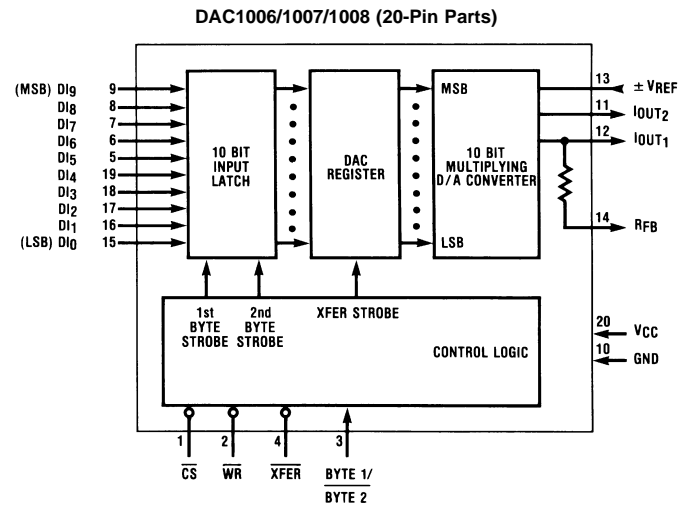 DAC1006/1007/1008 (20-Pin Parts)
(MSB) DI9 9
DI8 8
DI7 7
DI6 6
DI5 5
DI4 19
DI3 18
DI2 17
DI1 16
(LSB) DI0 15
10 BIT
INPUT
LATCH
DAC
REGISTER
MSB
10 BIT
MULTIPLYING
D/A CONVERTER
LSB
13 ± VREF
11 IOUT2
12 IOUT1
14 RFB
1st
BYTE
STROBE
2nd
BYTE
STROBE
XFER STROBE
CONTROL LOGIC
20 VCC
10 GND
1
2
4
3
CS
WR
XFER
BYTE 1/
BYTE 2